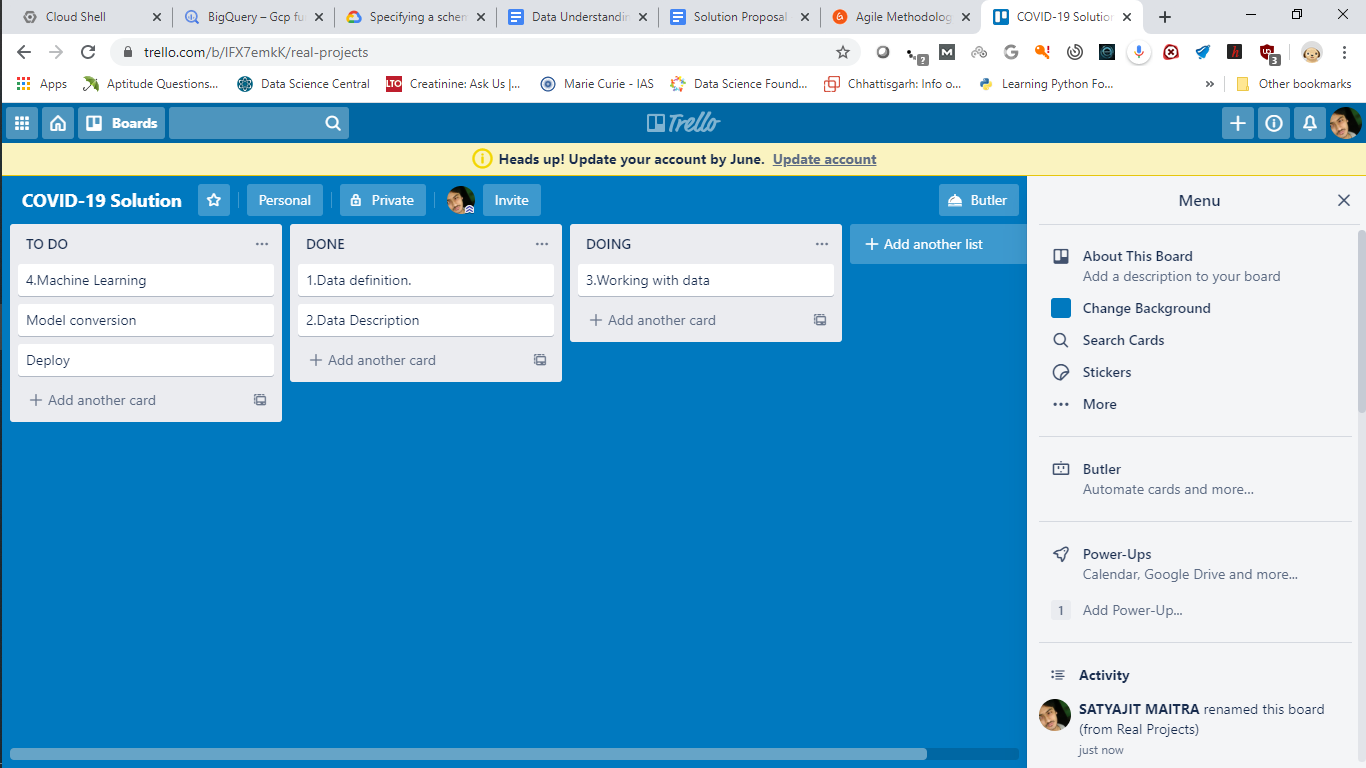 Cloud Shell
BigQuery – Gcp fu
Specifying a schem
Data Understandin
Solution Proposal
Agile Methodolog
COVID-19 Solution
trello.com/b/IFX7emkK/real-projects
?
3
Apps
Aptitude Questions...
Data Science Central
LTO
Creatinine: Ask Us |...
Marie Curie - IAS
Data Science Found...
Chhattisgarh: Info o...
Learning Python Fo...
»
Other bookmarks
Boards
Trello
Heads up! Update your account by June. Update account
COVID-19 Solution
Personal
Private
Invite
Butler
TO DO
4.Machine Learning
Model conversion
Deploy
+ Add another card
DONE
1.Data definition.
2.Data Description
+ Add another card
DOING
3.Working with data
+ Add another card
+ Add another list
Menu
About This Board
Add a description to your board
Change Background
Search Cards
Stickers
More
Butler
Automate cards and more...
Power-Ups
Calendar, Google Drive and more...
1 Add Power-Up...
Activity
SATYAJIT MAITRA renamed this board
(from Real Projects)
just now